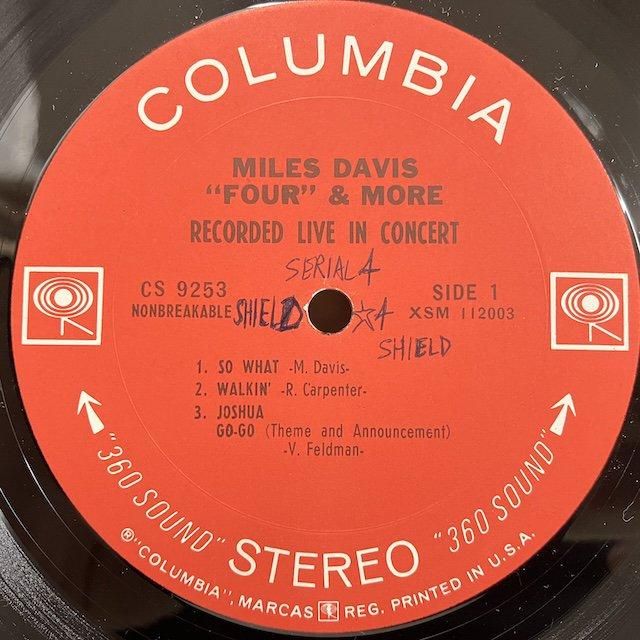 COLUMBIA
MILES DAVIS
"FOUR" & MORE
RECORDED LIVE IN CONCERT
SERIAL 4
CS 9253
SIDE 1
NONBREAKABLE
SHIELD
☆4
XSM 112003
SHIELD
1. SO WHAT -M. Davis-
2. WALKIN' -R. Carpenter-
3. JOSHUA
GO-GO (Theme and Announcement)
-V. Feldman-
"360 SOUND" STEREO "360 SOUND"
® "COLUMBIA", MARCAS REG. PRINTED IN U.S.A.